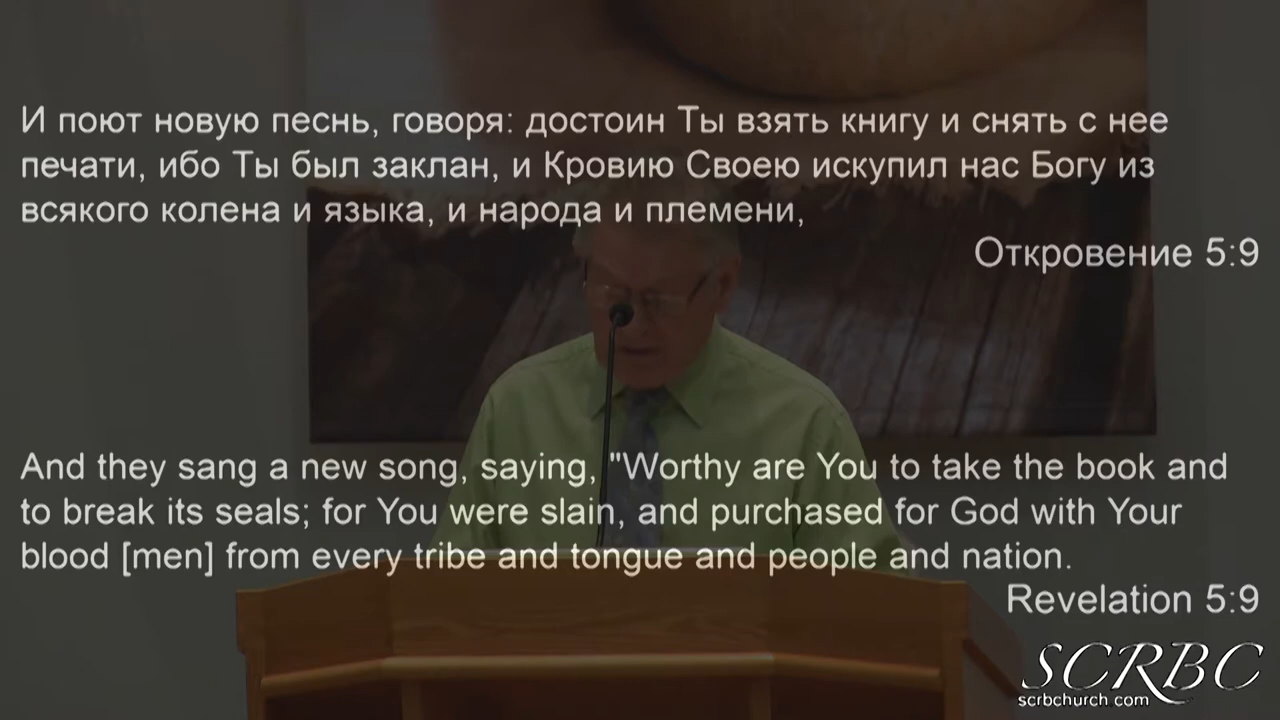 И поют новую песнь, говоря: достоин Ты взять книгу и снять с нее
печати, ибо Ты был заклан, и Кровию Своею искупил нас Богу из
всякого колена и языка, и народа и племени,
Откровение 5:9
And they sang a new song, saying, "Worthy are You to take the book and
to break its seals; for You were slain, and purchased for God with Your
blood [men] from every tribe and tongue and people and nation.
Revelation 5:9
SCRBC
scrbchurch.com